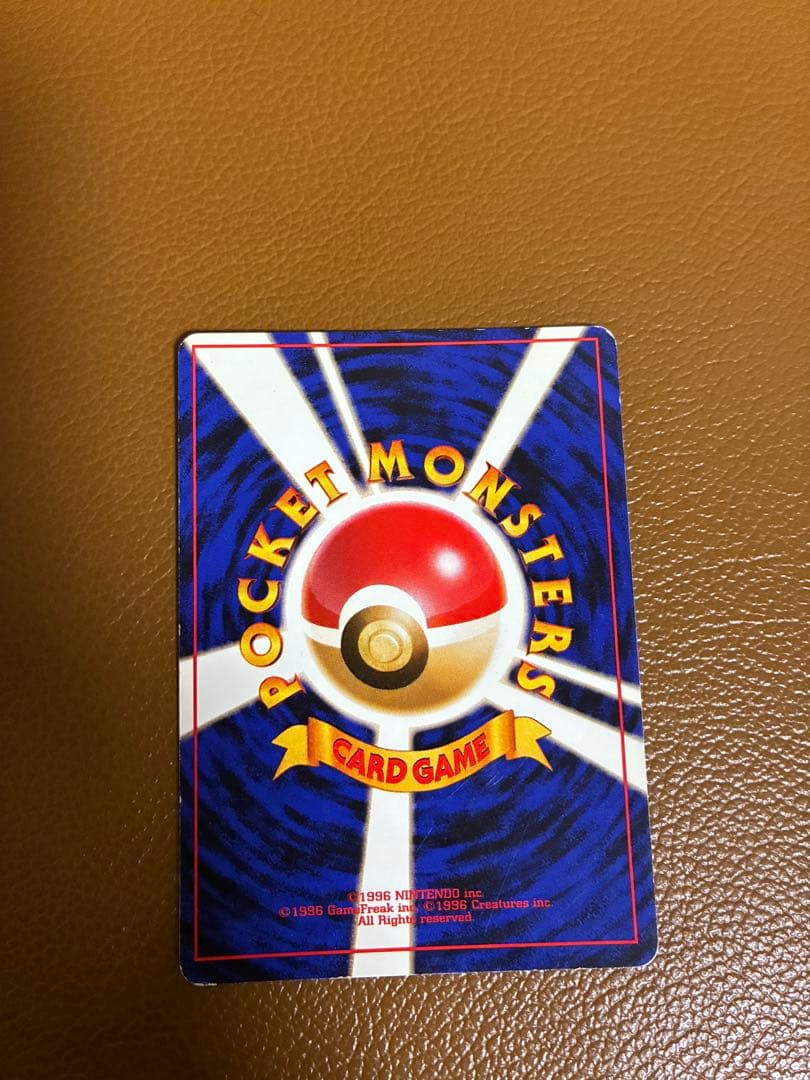 POCKET MONSTERS
CARD GAME
©1996 NINTENDO inc.
©1996 GameFreak inc. ©1996 Creatures inc.
All Rights reserved.